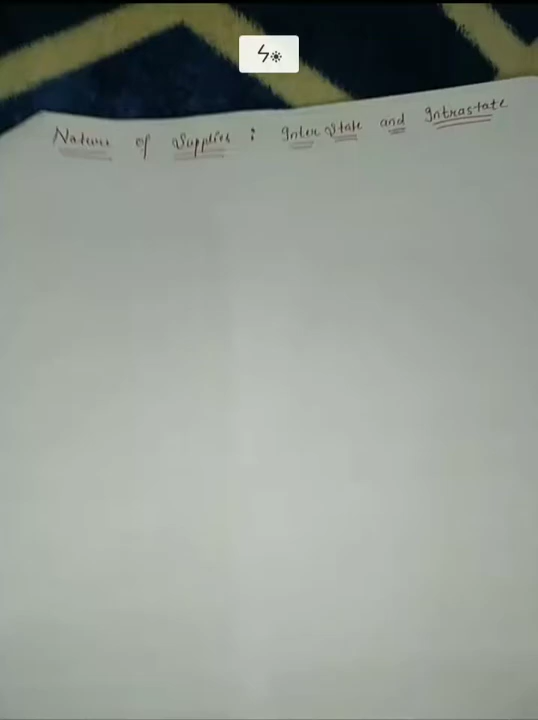 Nature of Supplies : Inter State and Intrastate